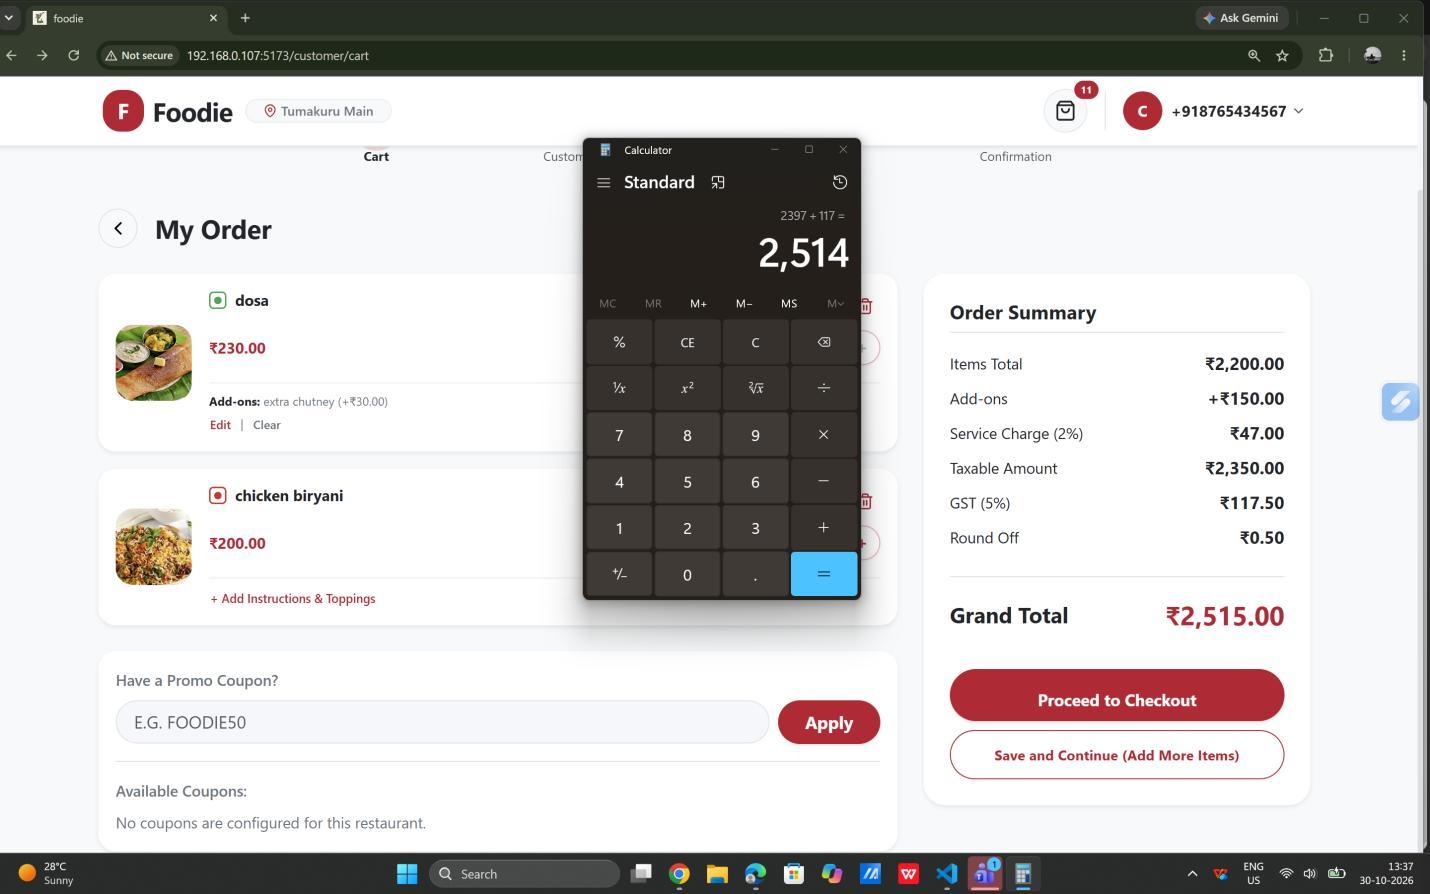 foodie
Ask Gemini
Not secure 192.168.0.107:5173/customer/cart
F Foodie Tumakuru Main
11
C +918765434567
Cart
Custom
Confirmation
Calculator
Standard
2397 + 117 =
2,514
MC MR M+ M− MS M
% CE C
⅟x x² ²√x ÷
7 8 9 ×
4 5 6 −
1 2 3 +
+/− 0 . =
My Order
dosa
₹230.00
Add-ons: extra chutney (+₹30.00)
Edit | Clear
chicken biryani
₹200.00
+ Add Instructions & Toppings
Have a Promo Coupon?
E.G. FOODIE50
Apply
Available Coupons:
No coupons are configured for this restaurant.
Order Summary
Items Total ₹2,200.00
Add-ons +₹150.00
Service Charge (2%) ₹47.00
Taxable Amount ₹2,350.00
GST (5%) ₹117.50
Round Off ₹0.50
Grand Total ₹2,515.00
Proceed to Checkout
Save and Continue (Add More Items)
28°C
Sunny
Search
1
ENG
US
13:37
30-10-2026